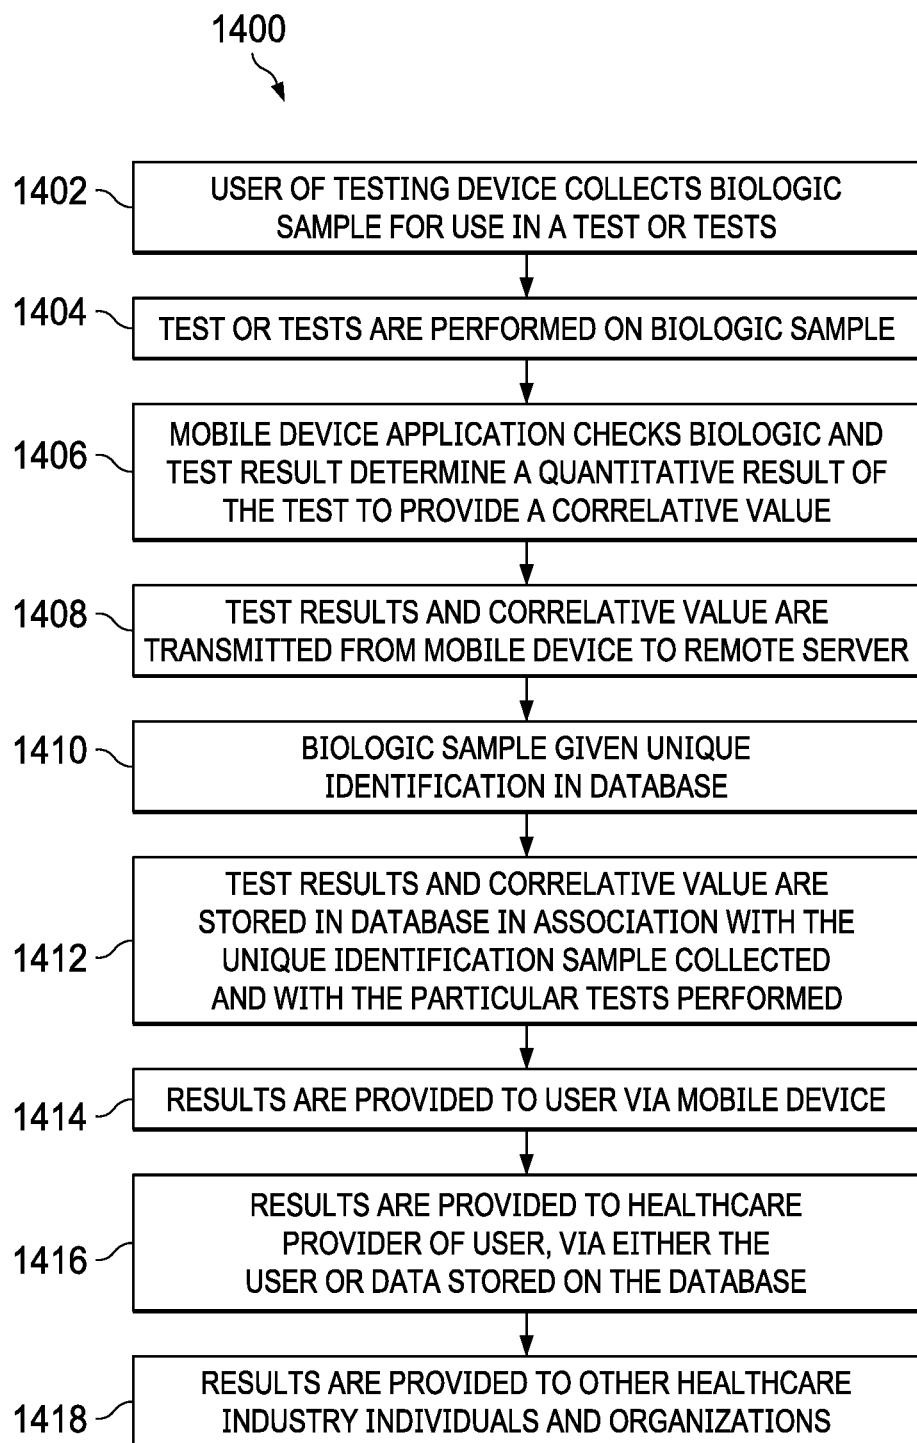 1400
1402
USER OF TESTING DEVICE COLLECTS BIOLOGIC
SAMPLE FOR USE IN A TEST OR TESTS
1404
TEST OR TESTS ARE PERFORMED ON BIOLOGIC SAMPLE
1406
MOBILE DEVICE APPLICATION CHECKS BIOLOGIC AND
TEST RESULT DETERMINE A QUANTITATIVE RESULT OF
THE TEST TO PROVIDE A CORRELATIVE VALUE
1408
TEST RESULTS AND CORRELATIVE VALUE ARE
TRANSMITTED FROM MOBILE DEVICE TO REMOTE SERVER
1410
BIOLOGIC SAMPLE GIVEN UNIQUE
IDENTIFICATION IN DATABASE
1412
TEST RESULTS AND CORRELATIVE VALUE ARE
STORED IN DATABASE IN ASSOCIATION WITH THE
UNIQUE IDENTIFICATION SAMPLE COLLECTED
AND WITH THE PARTICULAR TESTS PERFORMED
1414
RESULTS ARE PROVIDED TO USER VIA MOBILE DEVICE
1416
RESULTS ARE PROVIDED TO HEALTHCARE
PROVIDER OF USER, VIA EITHER THE
USER OR DATA STORED ON THE DATABASE
1418
RESULTS ARE PROVIDED TO OTHER HEALTHCARE
INDUSTRY INDIVIDUALS AND ORGANIZATIONS